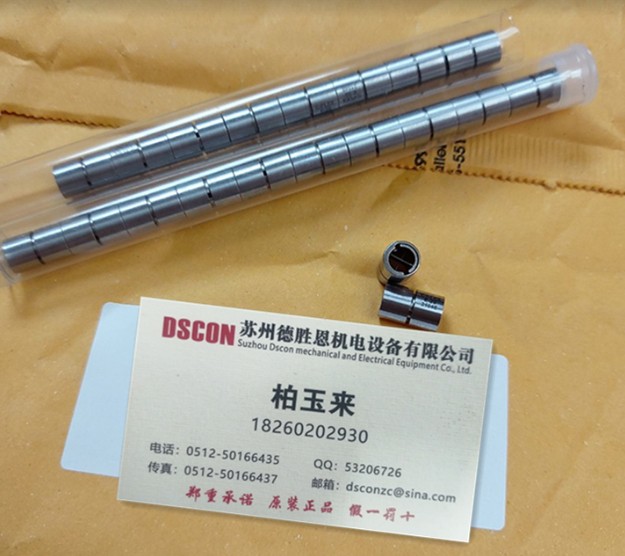 DSCON 苏州德胜恩机电设备有限公司
Suzhou Dscon mechanical and Electrical Equipment Co., Ltd.
柏玉来
18260202930
电话：0512-50166435 QQ: 53206726
传真：0512-50166437 邮箱：dsconzc@sina.com
郑重承诺 原装正品 假一罚十